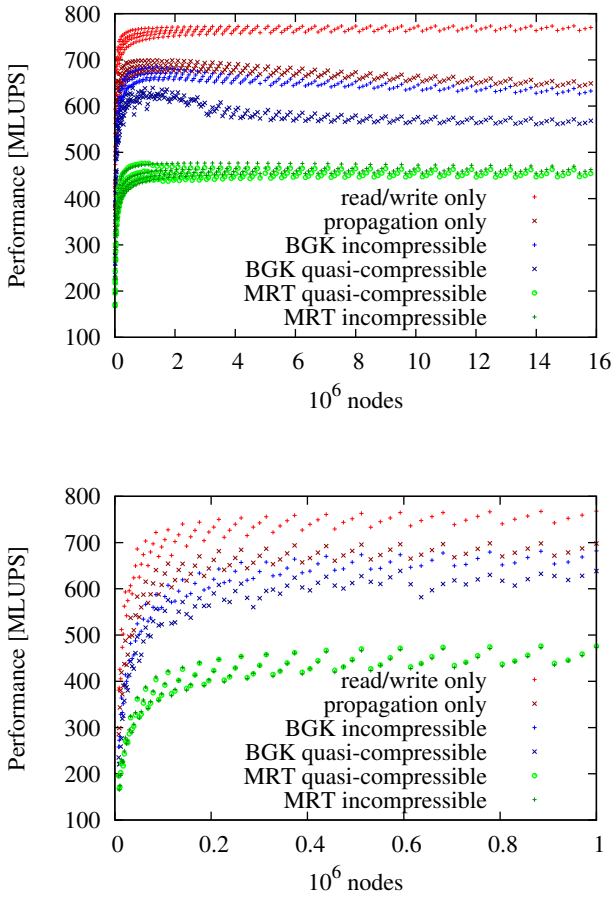 800
700
600
500
400
300
200
100
Performance [MLUPS]
read/write only
propagation only
BGK incompressible
BGK quasi-compressible
MRT quasi-compressible
MRT incompressible
0 2 4 6 8 10 12 14 16
10^6 nodes
800
700
600
500
400
300
200
100
Performance [MLUPS]
read/write only
propagation only
BGK incompressible
BGK quasi-compressible
MRT quasi-compressible
MRT incompressible
0 0.2 0.4 0.6 0.8 1
10^6 nodes